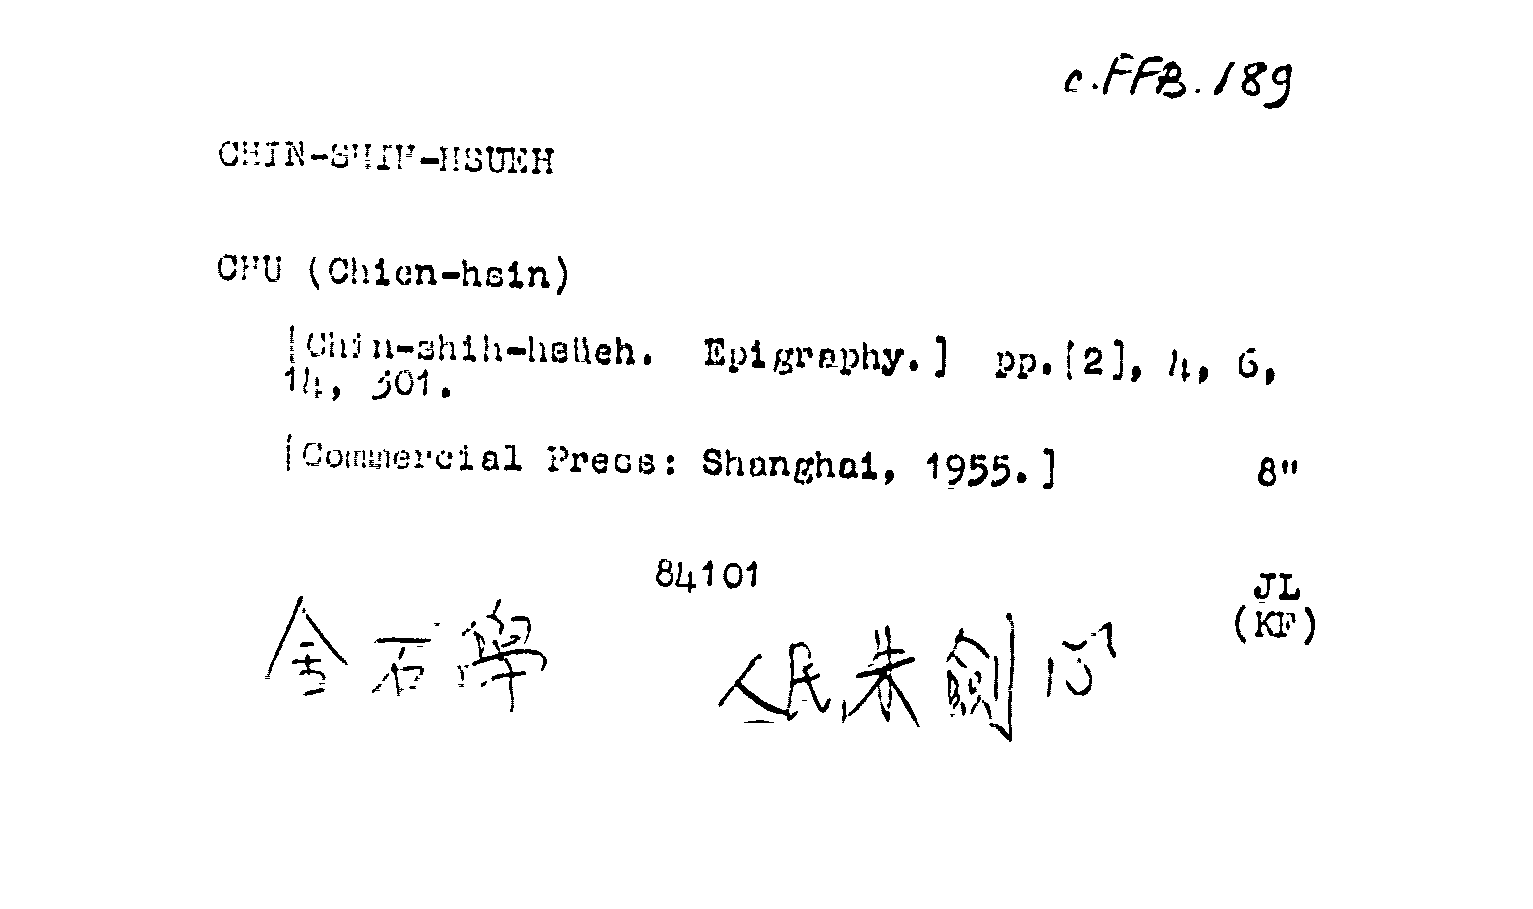 c.FFB.189
CHIN-SHIH-HSUEH
CHU (Chien-hsin)
[Chin-shih-hsüeh. Epigraphy.] pp.[2], 4, 6,
14, 301.
[Commercial Press: Shanghai, 1955.] 8"
84101 JL
(KF)
金石學 人民 朱劍心